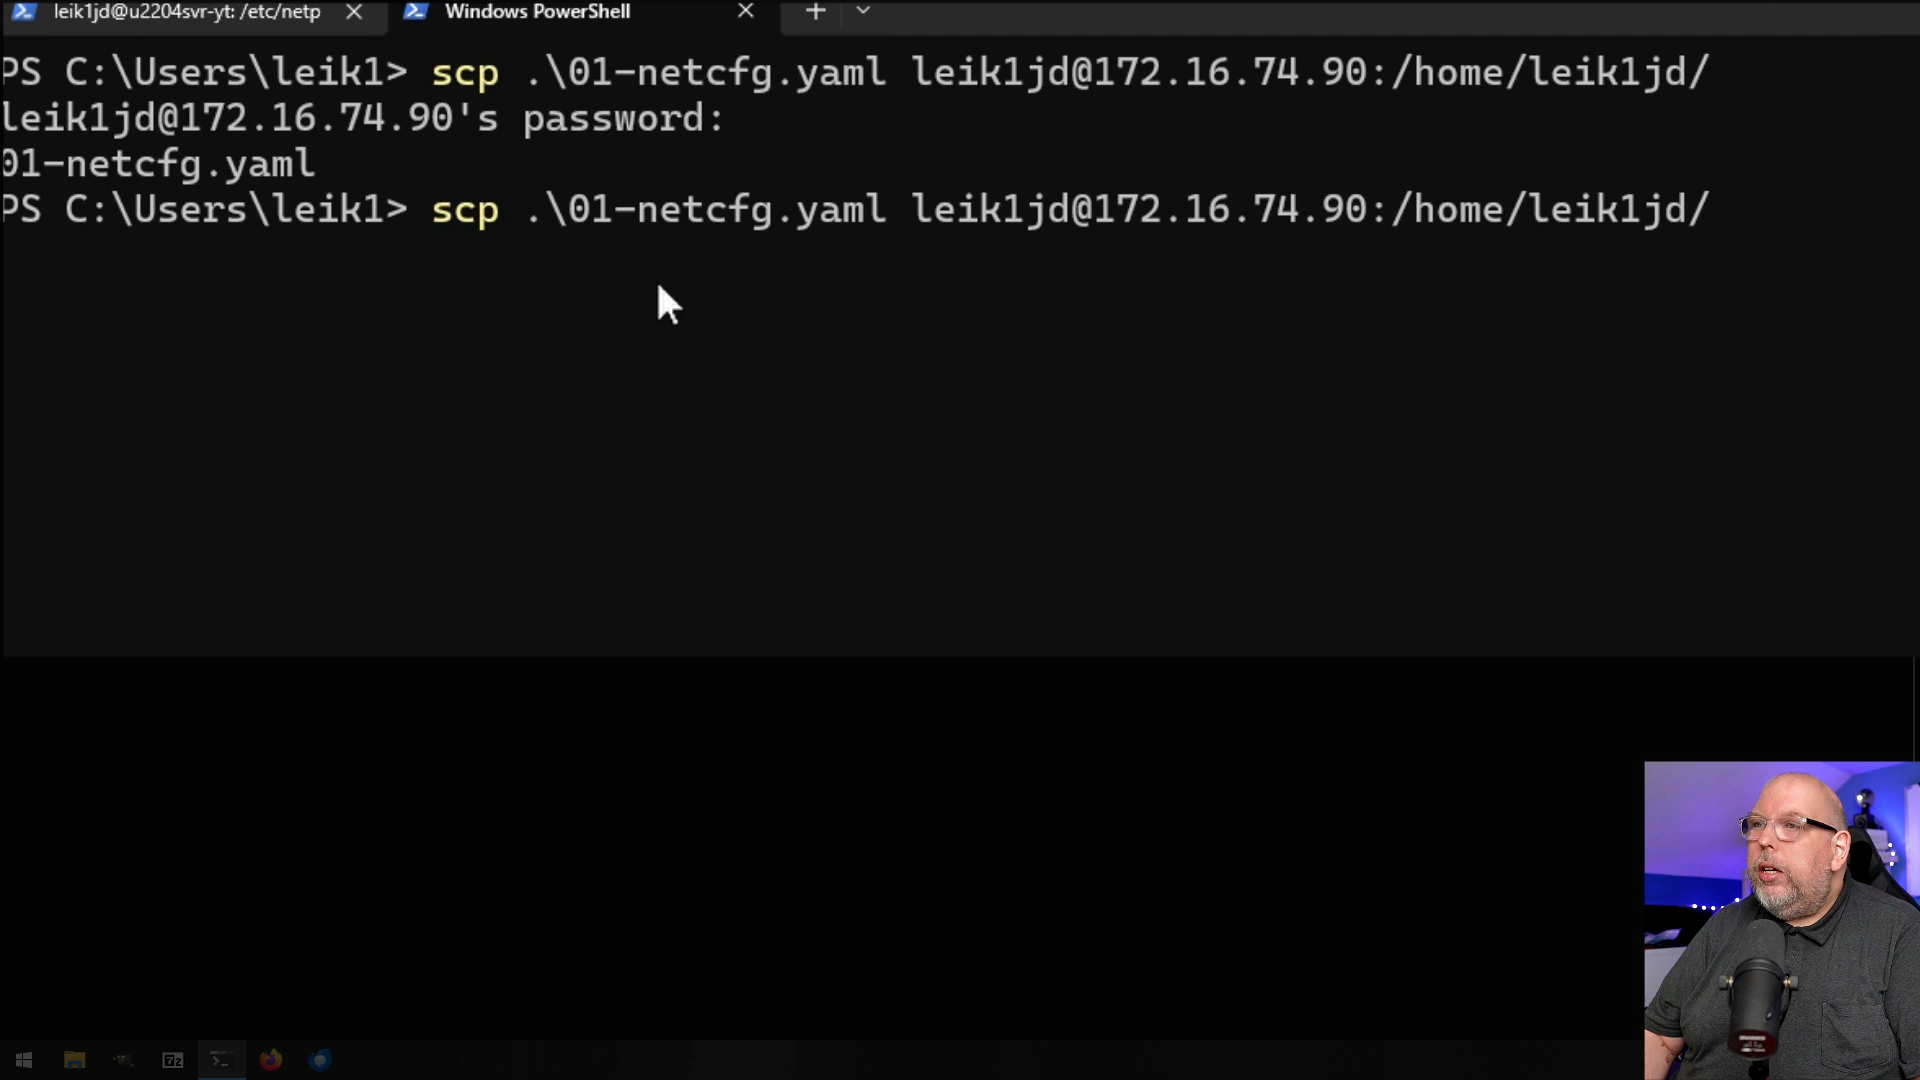 leik1jd@u2204svr-yt: /etc/netp
Windows PowerShell
PS C:\Users\leik1> scp .\01-netcfg.yaml leik1jd@172.16.74.90:/home/leik1jd/
leik1jd@172.16.74.90's password:
01-netcfg.yaml
PS C:\Users\leik1> scp .\01-netcfg.yaml leik1jd@172.16.74.90:/home/leik1jd/
7z